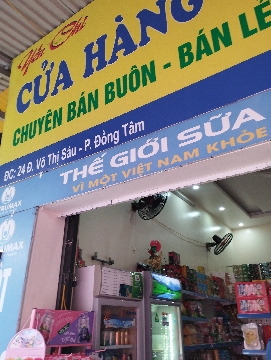 Yến Chi
CỬA HÀNG
CHUYÊN BÁN BUÔN - BÁN LẺ
ĐC: 24 Đ. Võ Thị Sáu - P. Đồng Tâm
THẾ GIỚI SỮA
VÌ MỘT VIỆT NAM KHỎE